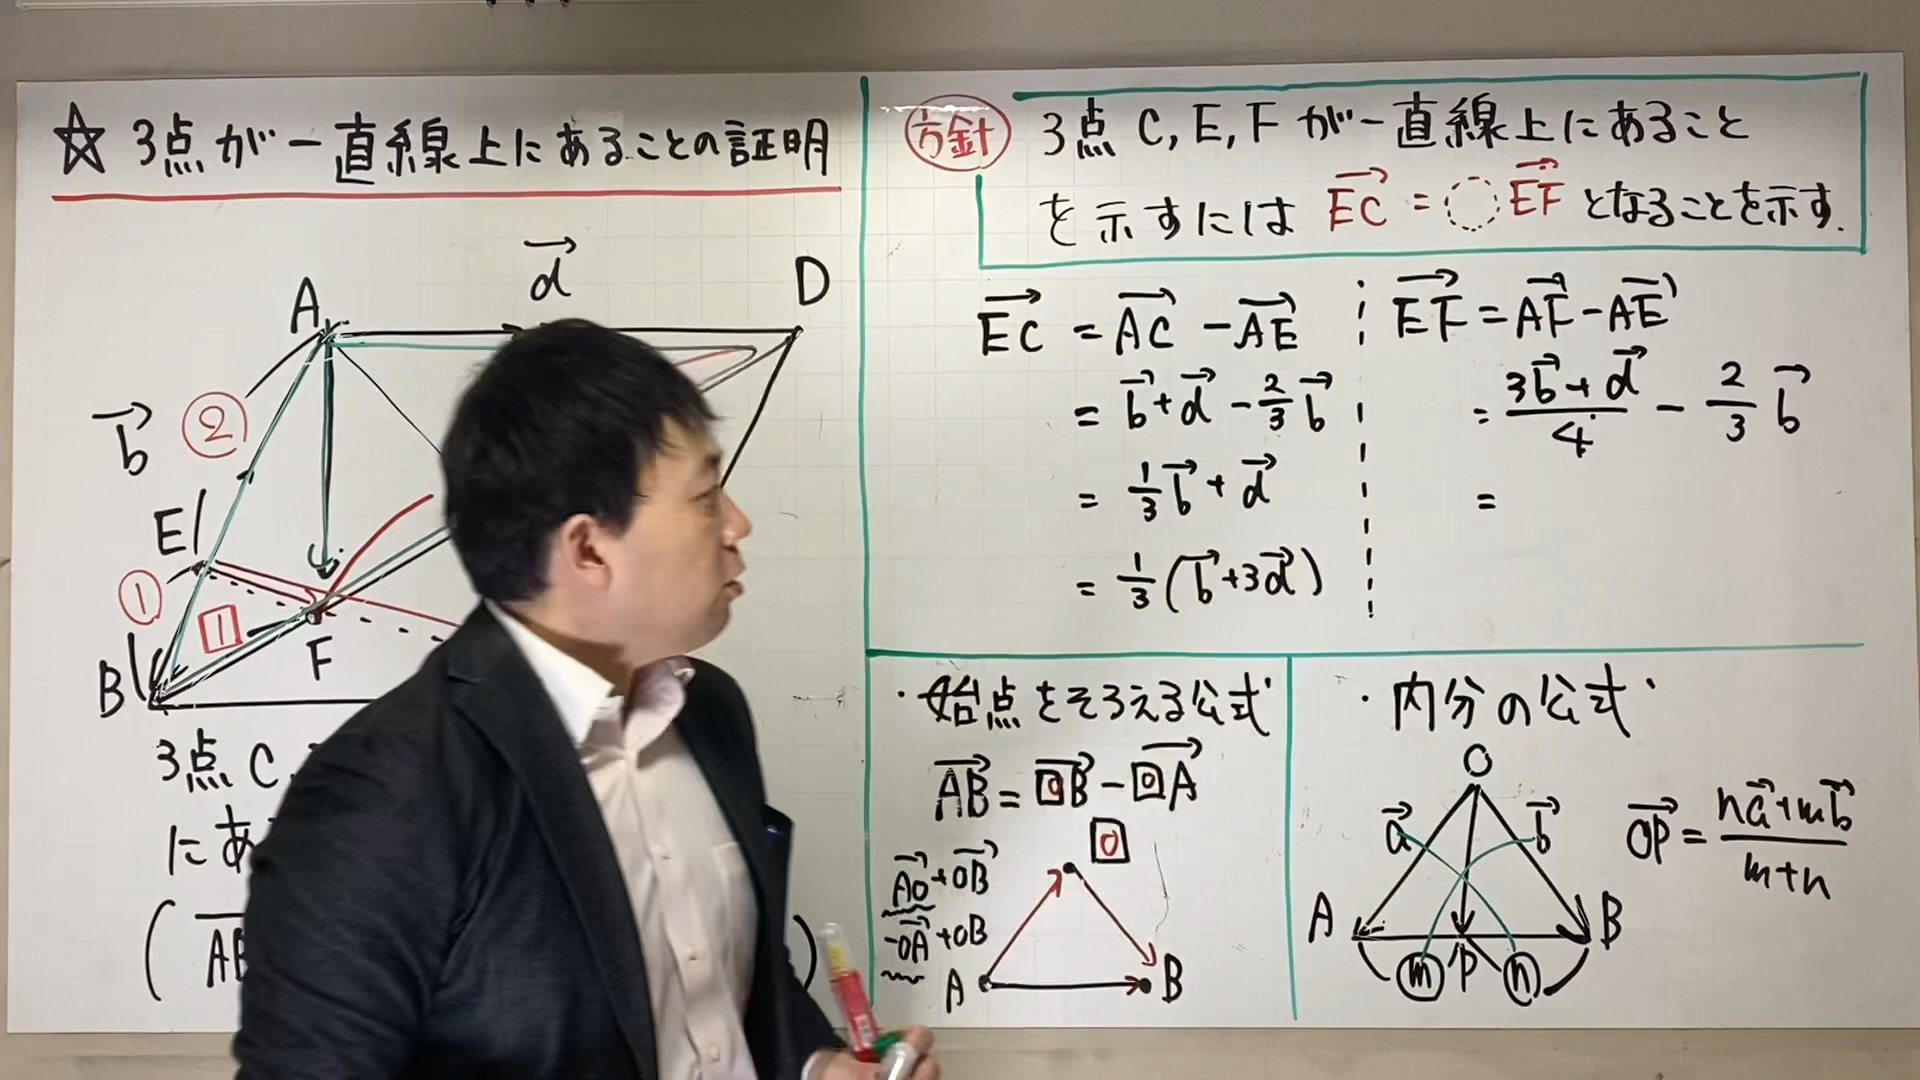 ☆ 3点が一直線上にあることの証明
d→
A
D
b→
②
E
①
1
F
B
3点 C,
にあ
( AB
)
方針 3点 C, E, F が一直線上にあること
を示すには EC→ = ○ EF→ となることを示す.
EC→ = AC→ - AE→
= b→ + d→ - 2/3 b→
= 1/3 b→ + d→
= 1/3 (b→ + 3d→)
EF→ = AF→ - AE→
= (3b→ + d→)/4 - 2/3 b→
=
・始点をそろえる公式
AB→ = OB→ - OA→
O
AO→ + OB→
-OA→ + OB
A
B
・内分の公式
O
a→
b→
OP→ = (na→ + mb→)/(m+n)
A
B
m P n